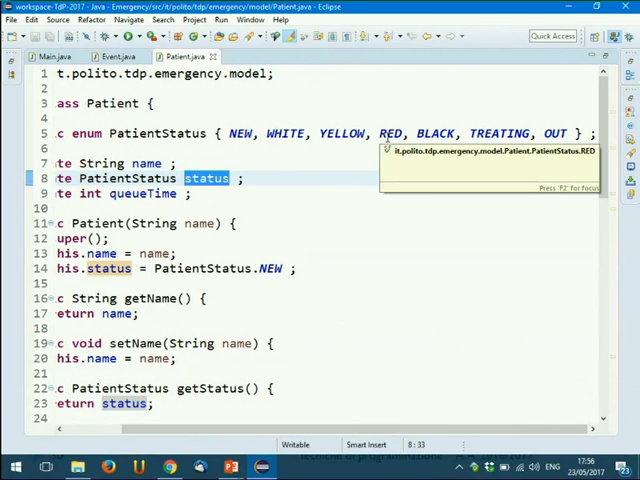 workspace-TdP-2017 - Java - Emergency/src/it/polito/tdp/emergency/model/Patient.java - Eclipse
File Edit Source Refactor Navigate Search Project Run Window Help
Quick Access
Main.java Event.java Patient.java
1 t.polito.tdp.emergency.model;
2
3 ass Patient {
4
5 c enum PatientStatus { NEW, WHITE, YELLOW, RED, BLACK, TREATING, OUT } ;
6
it.polito.tdp.emergency.model.Patient.PatientStatus.RED
Press 'F2' for focus
7 te String name ;
8 te PatientStatus status ;
9 te int queueTime ;
10
11 c Patient(String name) {
12 uper();
13 his.name = name;
14 his.status = PatientStatus.NEW ;
15
16 c String getName() {
17 eturn name;
18
19 c void setName(String name) {
20 his.name = name;
21
22 c PatientStatus getStatus() {
23 eturn status;
24
Writable Smart Insert 8 : 33
ENG 17:56
23/05/2017